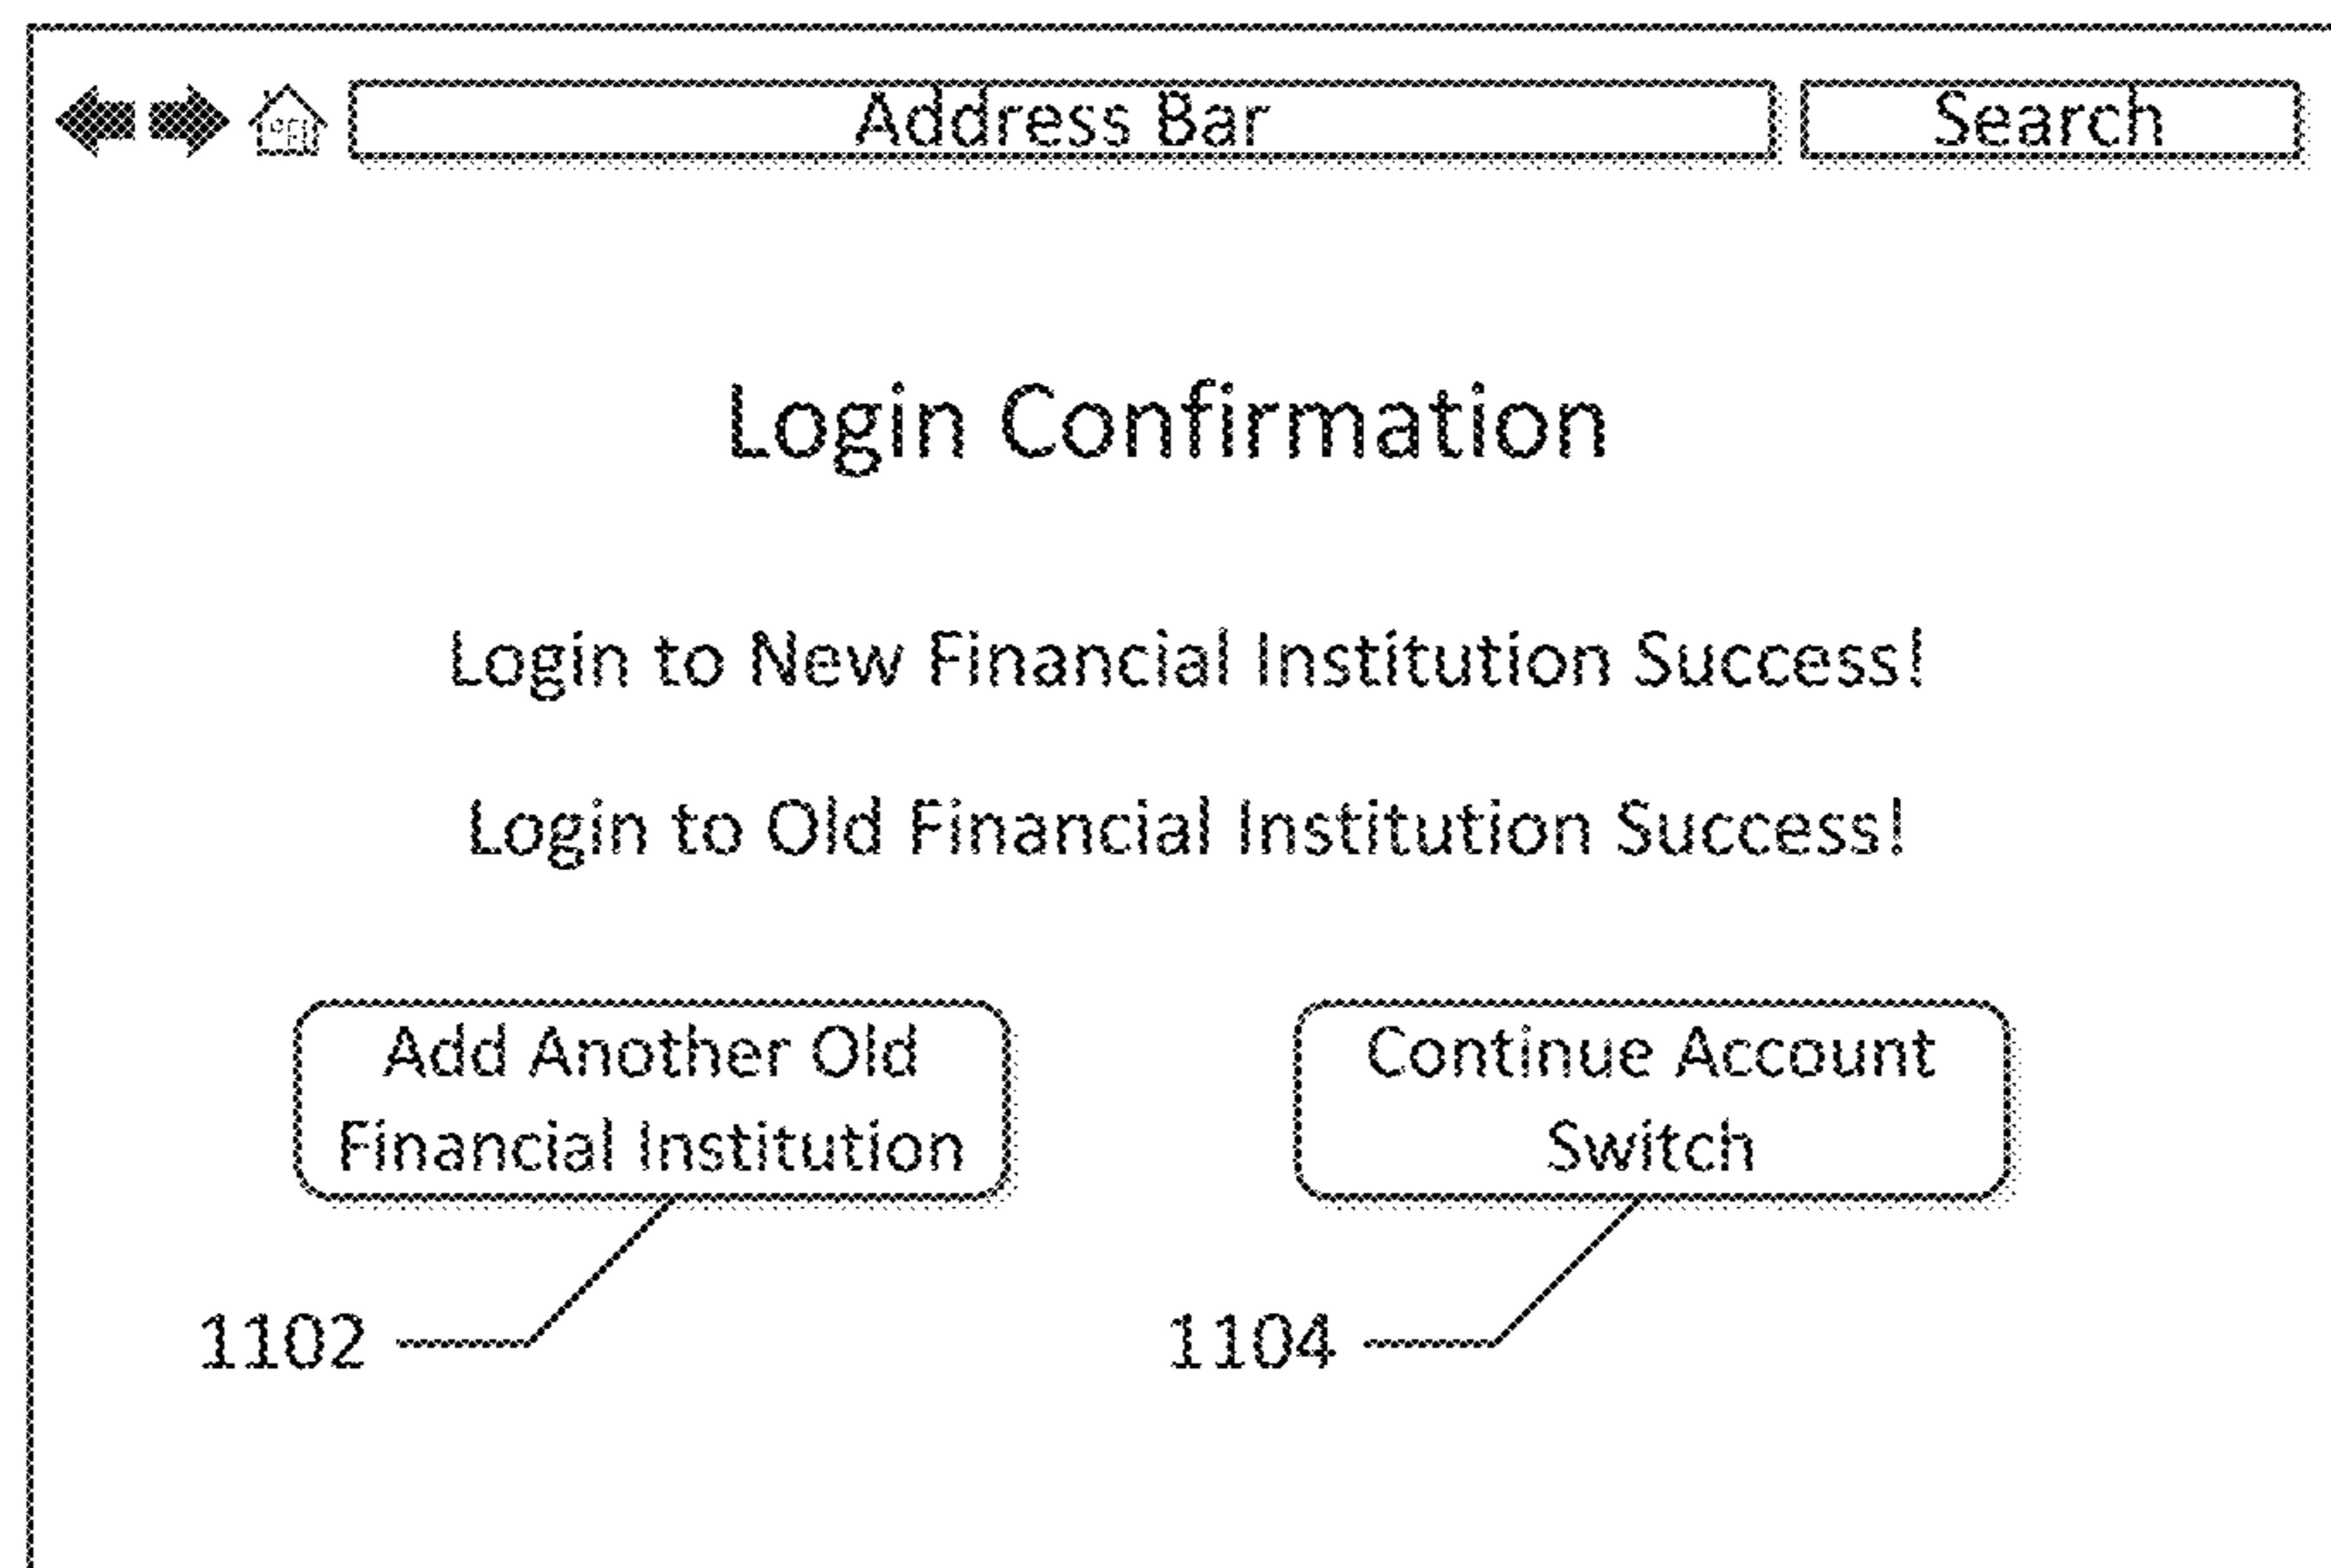 Address Bar
Search
Login Confirmation
Login to New Financial Institution Success!
Login to Old Financial Institution Success!
Add Another Old
Financial Institution
Continue Account
Switch
1102
1104